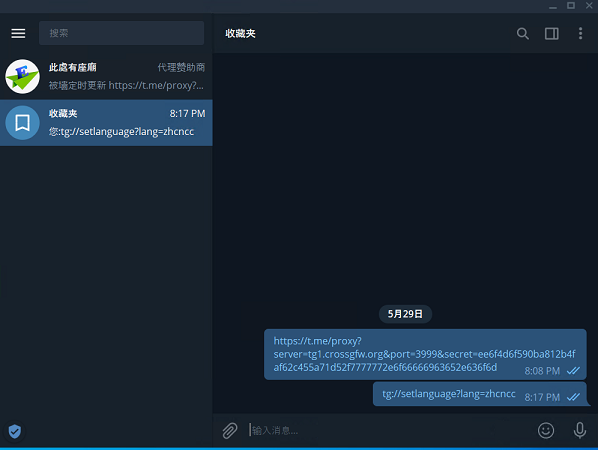 搜索
此處有座廟
代理赞助商
被墙定时更新 https://t.me/proxy?...
收藏夹
8:17 PM
您:tg://setlanguage?lang=zhcncc
收藏夹
5月29日
https://t.me/proxy?
server=tg1.crossgfw.org&port=3999&secret=ee6f4d6f590ba812b4f
af62c455a71d52f7777772e6f66666963652e636f6d
8:08 PM
tg://setlanguage?lang=zhcncc
8:17 PM
输入消息...